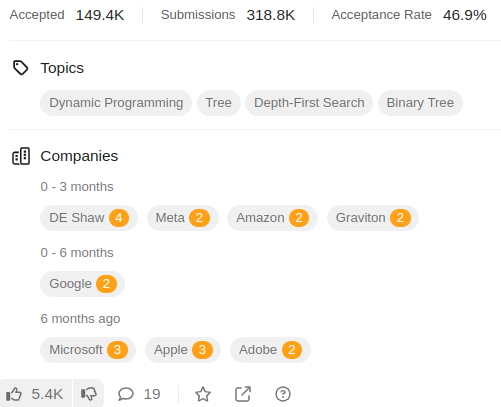 Accepted 149.4K Submissions 318.8K Acceptance Rate 46.9%
Topics
Dynamic Programming Tree Depth-First Search Binary Tree
Companies
0 - 3 months
DE Shaw 4 Meta 2 Amazon 2 Graviton 2
0 - 6 months
Google 2
6 months ago
Microsoft 3 Apple 3 Adobe 2
5.4K 19